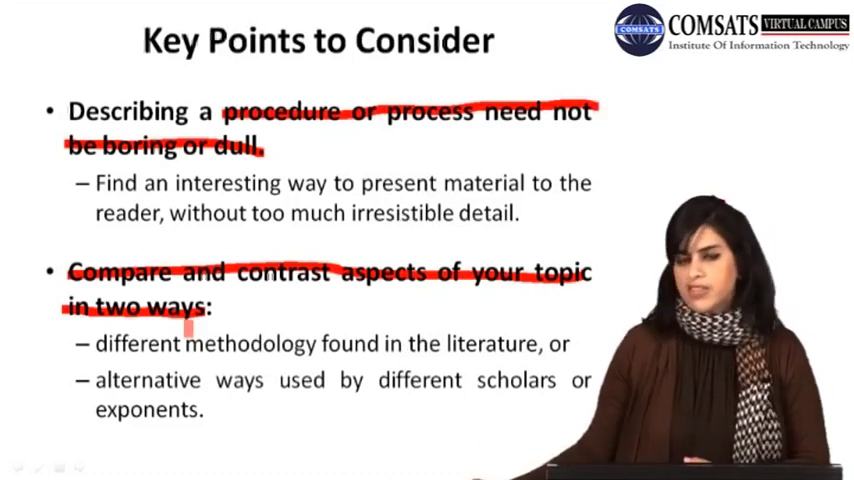 Key Points to Consider
COMSATS
COMSATS VIRTUAL CAMPUS
Institute Of Information Technology
• Describing a procedure or process need not
be boring or dull.
– Find an interesting way to present material to the
reader, without too much irresistible detail.
• Compare and contrast aspects of your topic
in two ways:
– different methodology found in the literature, or
– alternative ways used by different scholars or
exponents.